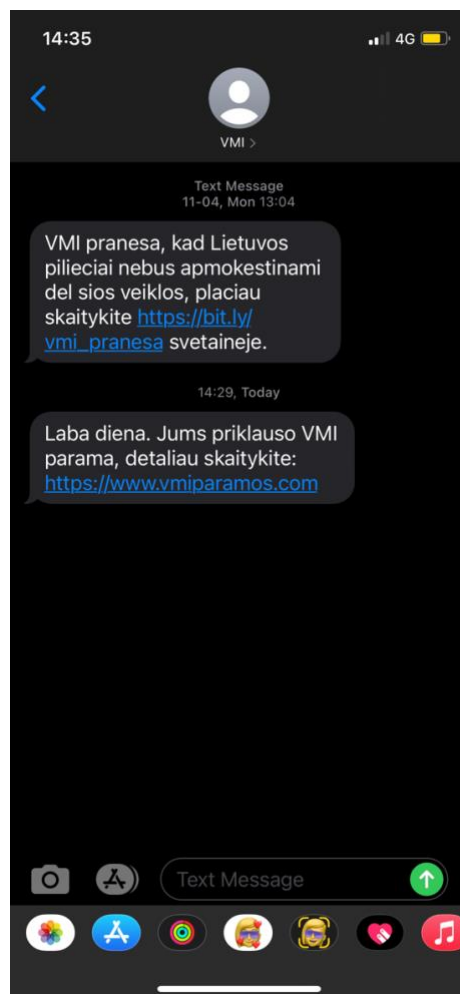 14:35
4G
VMI >
Text Message
11-04, Mon 13:04
VMI pranesa, kad Lietuvos
pilieciai nebus apmokestinami
del sios veiklos, placiau
skaitykite https://bit.ly/
vmi_pranesa svetaineje.
14:29, Today
Laba diena. Jums priklauso VMI
parama, detaliau skaitykite:
https://www.vmiparamos.com
Text Message